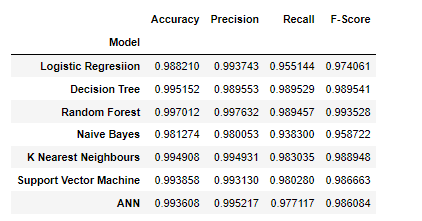 Accuracy Precision Recall F-Score
Model
Logistic Regresiion 0.988210 0.993743 0.955144 0.974061
Decision Tree 0.995152 0.989553 0.989529 0.989541
Random Forest 0.997012 0.997632 0.989457 0.993528
Naive Bayes 0.981274 0.980053 0.938300 0.958722
K Nearest Neighbours 0.994908 0.994931 0.983035 0.988948
Support Vector Machine 0.993858 0.993130 0.980280 0.986663
ANN 0.993608 0.995217 0.977117 0.986084